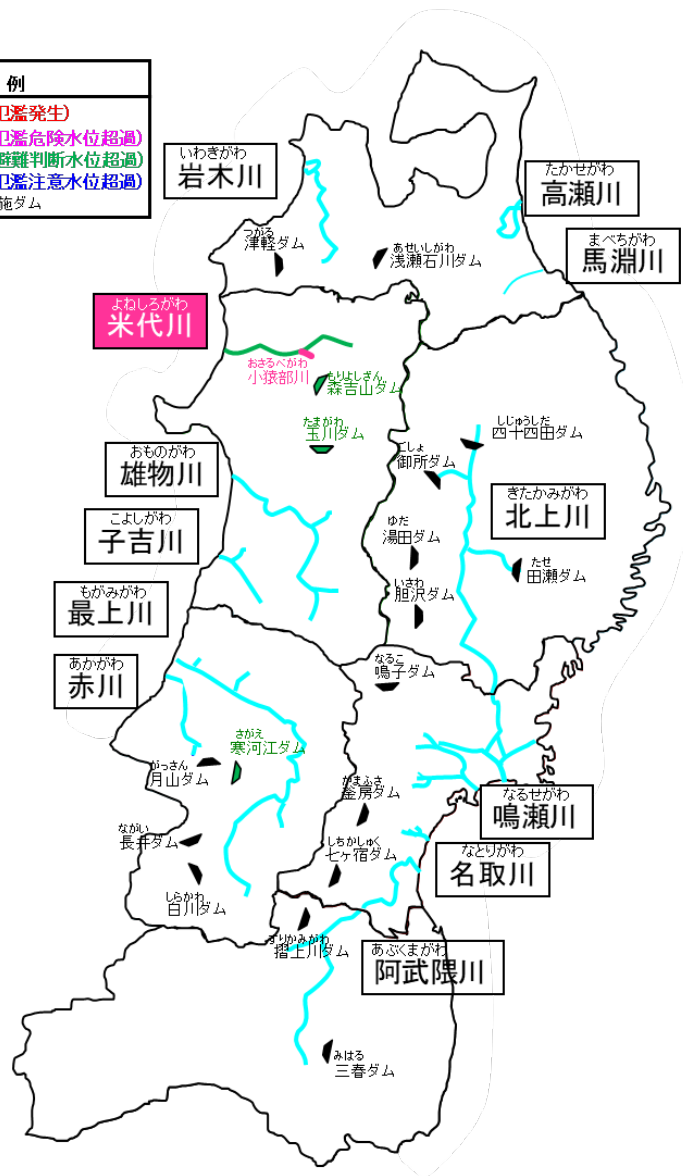 例
氾濫発生)
氾濫危険水位超過)
避難判断水位超過)
氾濫注意水位超過)
施ダム
いわきがわ
岩木川
たかせがわ
高瀬川
まべちがわ
馬淵川
つがる
津軽ダム
あせいしがわ
浅瀬石川ダム
よねしろがわ
米代川
おさるべがわ
小猿部川
もりよしざん
森吉山ダム
たまがわ
玉川ダム
しじゅうしだ
四十四田ダム
ごしょ
御所ダム
おものがわ
雄物川
きたかみがわ
北上川
こよしがわ
子吉川
ゆだ
湯田ダム
たせ
田瀬ダム
いさわ
胆沢ダム
もがみがわ
最上川
あかがわ
赤川
なるこ
鳴子ダム
さがえ
寒河江ダム
がっさん
月山ダム
かまふさ
釜房ダム
なるせがわ
鳴瀬川
ながい
長井ダム
しちかしゅく
七ヶ宿ダム
なとりがわ
名取川
しらかわ
白川ダム
すりかみがわ
摺上川ダム
あぶくまがわ
阿武隈川
みはる
三春ダム